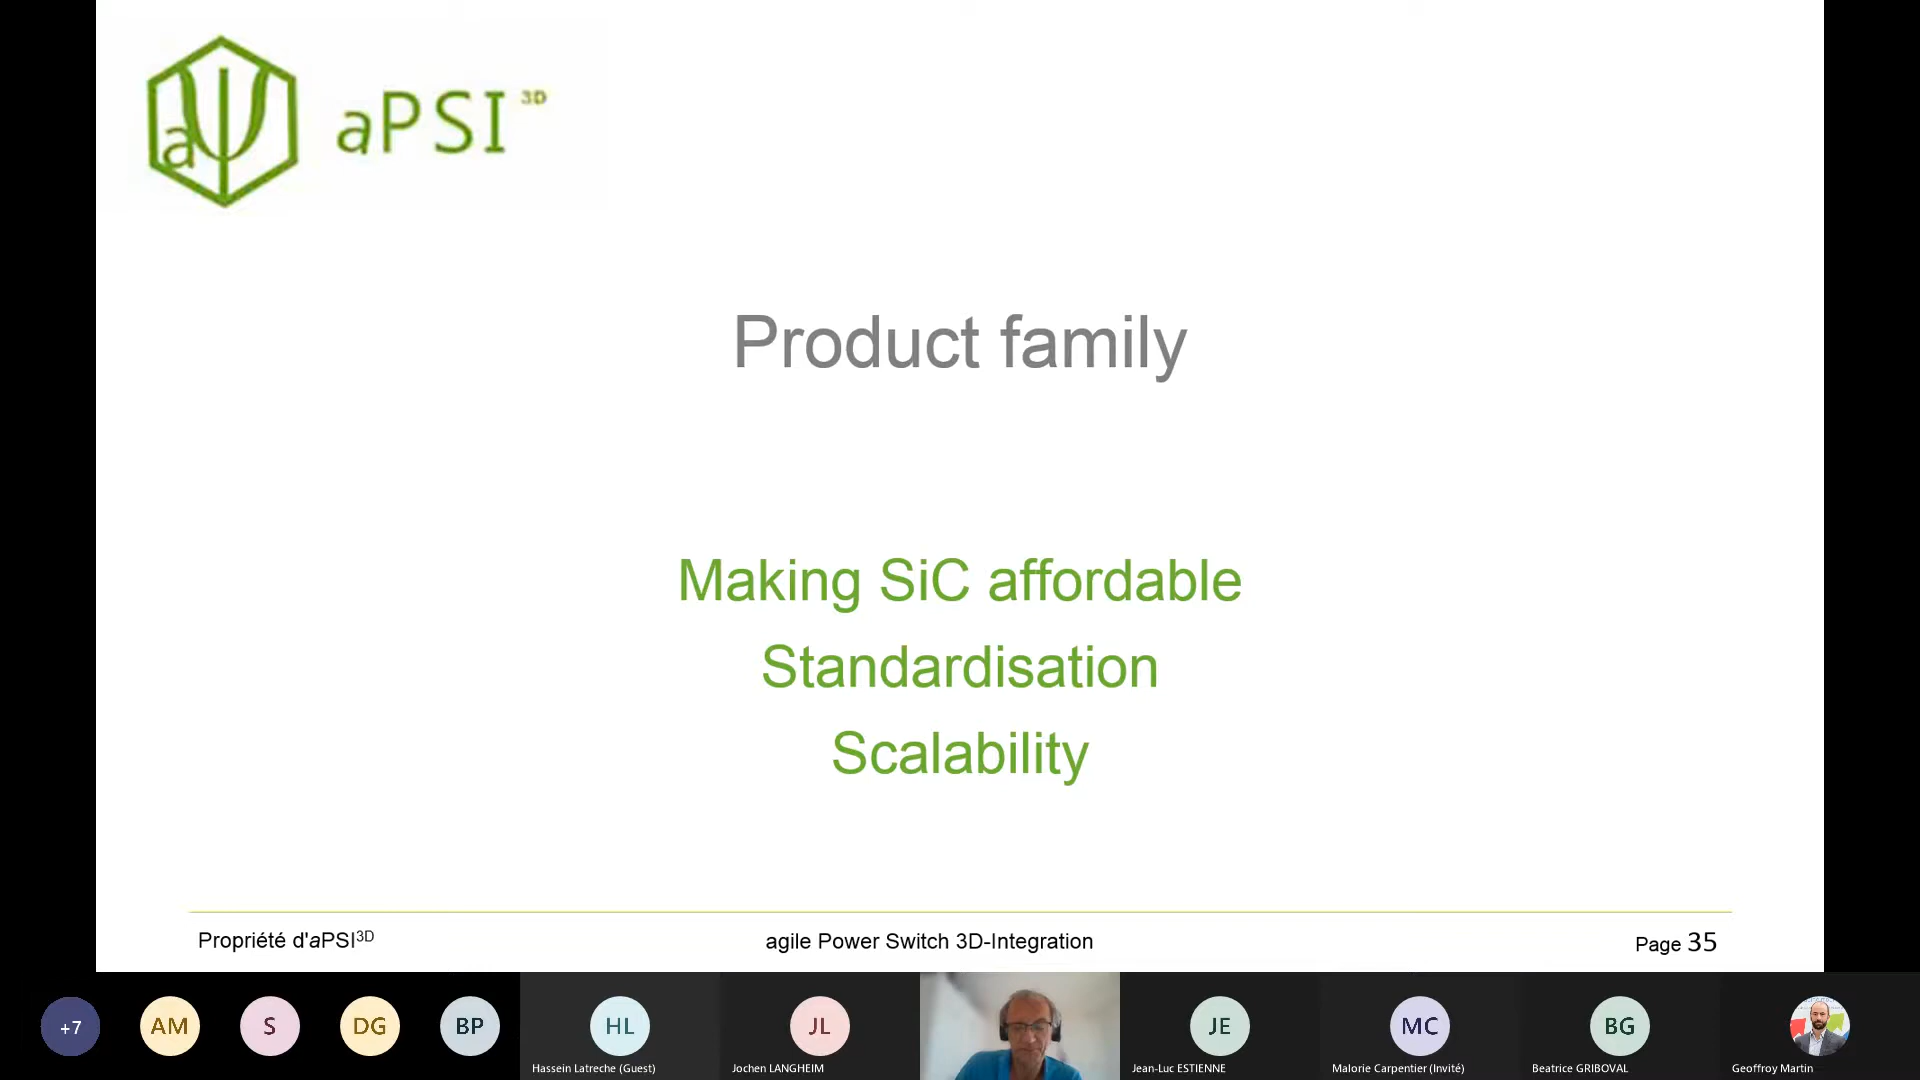 a
aPSI 3D
Product family
Making SiC affordable
Standardisation
Scalability
Propriété d'aPSI3D
agile Power Switch 3D-Integration
Page 35
+7
AM
S
DG
BP
HL
JL
JE
MC
BG
Hassein Latreche (Guest)
Jochen LANGHEIM
Jean-Luc ESTIENNE
Malorie Carpentier (Invité)
Beatrice GRIBOVAL
Geoffroy Martin